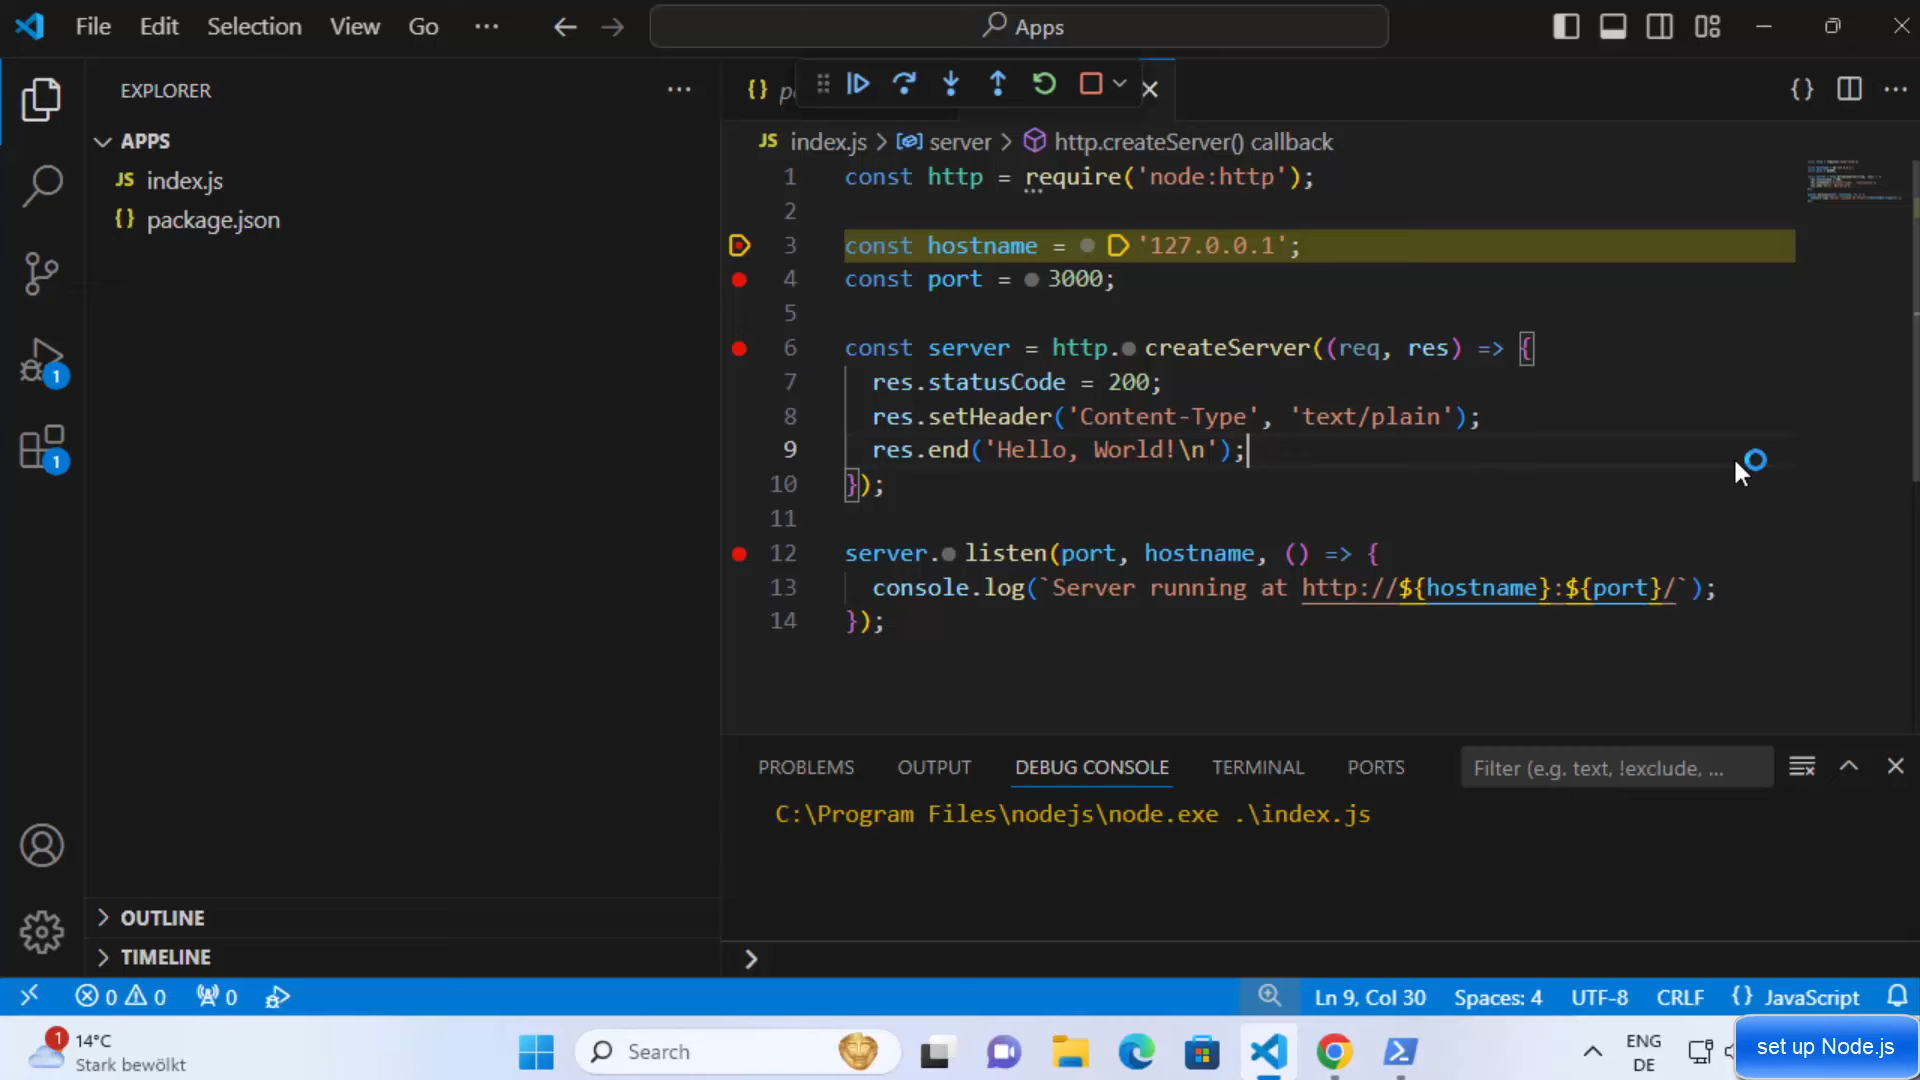 File Edit Selection View Go ··· Apps
EXPLORER ···
APPS
JS index.js
{} package.json
OUTLINE
TIMELINE
{}
JS index.js > server > http.createServer() callback
1 const http = require('node:http');
2
3 const hostname = '127.0.0.1';
4 const port = 3000;
5
6 const server = http.createServer((req, res) => {
7 res.statusCode = 200;
8 res.setHeader('Content-Type', 'text/plain');
9 res.end('Hello, World!\n');
10 });
11
12 server.listen(port, hostname, () => {
13 console.log(`Server running at http://${hostname}:${port}/`);
14 });
PROBLEMS OUTPUT DEBUG CONSOLE TERMINAL PORTS Filter (e.g. text, !exclude, ...
C:\Program Files\nodejs\node.exe .\index.js
1
1
0 0 0 Ln 9, Col 30 Spaces: 4 UTF-8 CRLF {} JavaScript
1 14°C
Stark bewölkt
Search
ENG
DE
set up Node.js